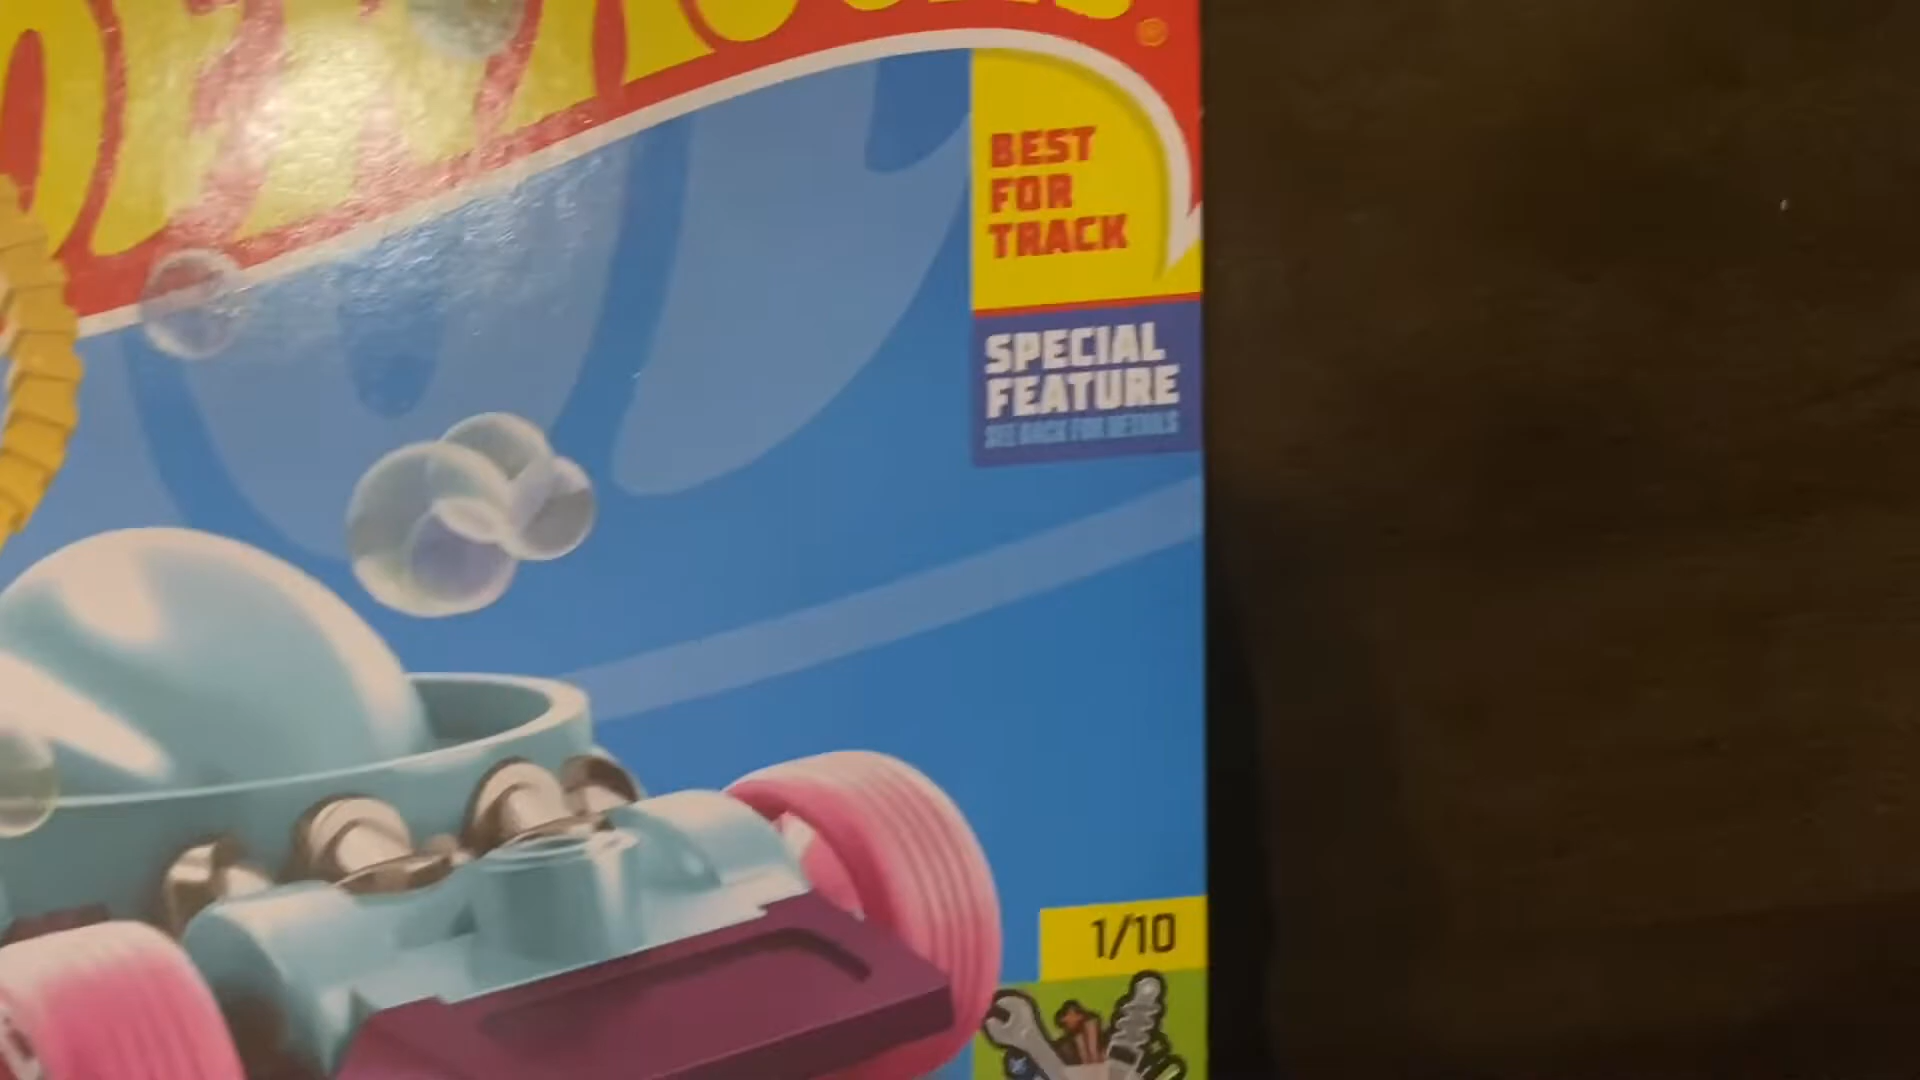 BEST
FOR
TRACK
SPECIAL
FEATURE
SEE BACK FOR DETAILS
1/10